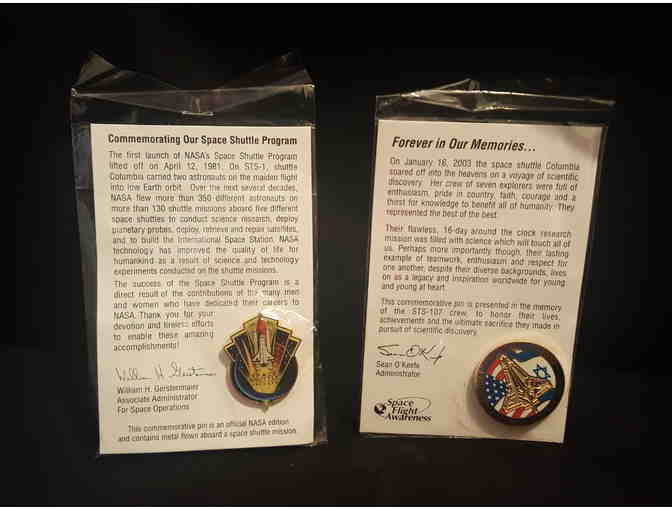 Commemorating Our Space Shuttle Program
The first launch of NASA's Space Shuttle Program
lifted off on April 12, 1981. On STS-1, shuttle
Columbia carried two astronauts on the maiden flight
into low Earth orbit. Over the next several decades,
NASA flew more than 350 different astronauts on
more than 130 shuttle missions aboard five different
space shuttles to conduct science research, deploy
planetary probes, deploy, retrieve and repair satellites,
and to build the International Space Station. NASA
technology has improved the quality of life for
humankind as a result of science and technology
experiments conducted on the shuttle missions.
The success of the Space Shuttle Program is a
direct result of the contributions of the many men
and women who have dedicated their careers to
NASA. Thank you for your
devotion and tireless efforts
to enable these amazing
accomplishments!
William H. Gerstenmaier
William H. Gerstenmaier
Associate Administrator
For Space Operations
This commemorative pin is an official NASA edition
and contains metal flown aboard a space shuttle mission.
Forever in Our Memories...
On January 16, 2003 the space shuttle Columbia
soared off into the heavens on a voyage of scientific
discovery. Her crew of seven explorers were full of
enthusiasm, pride in country, faith, courage and a
thirst for knowledge to benefit all of humanity. They
represented the best of the best.
Their flawless, 16-day around the clock research
mission was filled with science which will touch all of
us. Perhaps more importantly though, their lasting
example of teamwork, enthusiasm and respect for
one another, despite their diverse backgrounds, lives
on as a legacy and inspiration worldwide for young
and young at heart.
This commemorative pin is presented in the memory
of the STS-107 crew, to honor their lives,
achievements and the ultimate sacrifice they made in
pursuit of scientific discovery.
Sean O'Keefe
Sean O'Keefe
Administrator
Space
Flight
Awareness